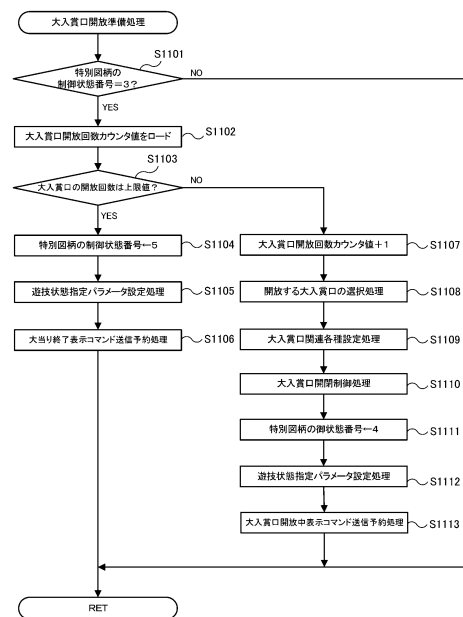 大入賞口開放準備処理
S1101
特別図柄の
制御状態番号=3?
NO
YES
大入賞口開放回数カウンタ値をロード
S1102
S1103
大入賞口の開放回数は上限値?
NO
YES
特別図柄の制御状態番号←5
S1104
遊技状態指定パラメータ設定処理
S1105
大当り終了表示コマンド送信予約処理
S1106
大入賞口開放回数カウンタ値+1
S1107
開放する大入賞口の選択処理
S1108
大入賞口関連各種設定処理
S1109
大入賞口開閉制御処理
S1110
特別図柄の御状態番号←4
S1111
遊技状態指定パラメータ設定処理
S1112
大入賞口開放中表示コマンド送信予約処理
S1113
RET